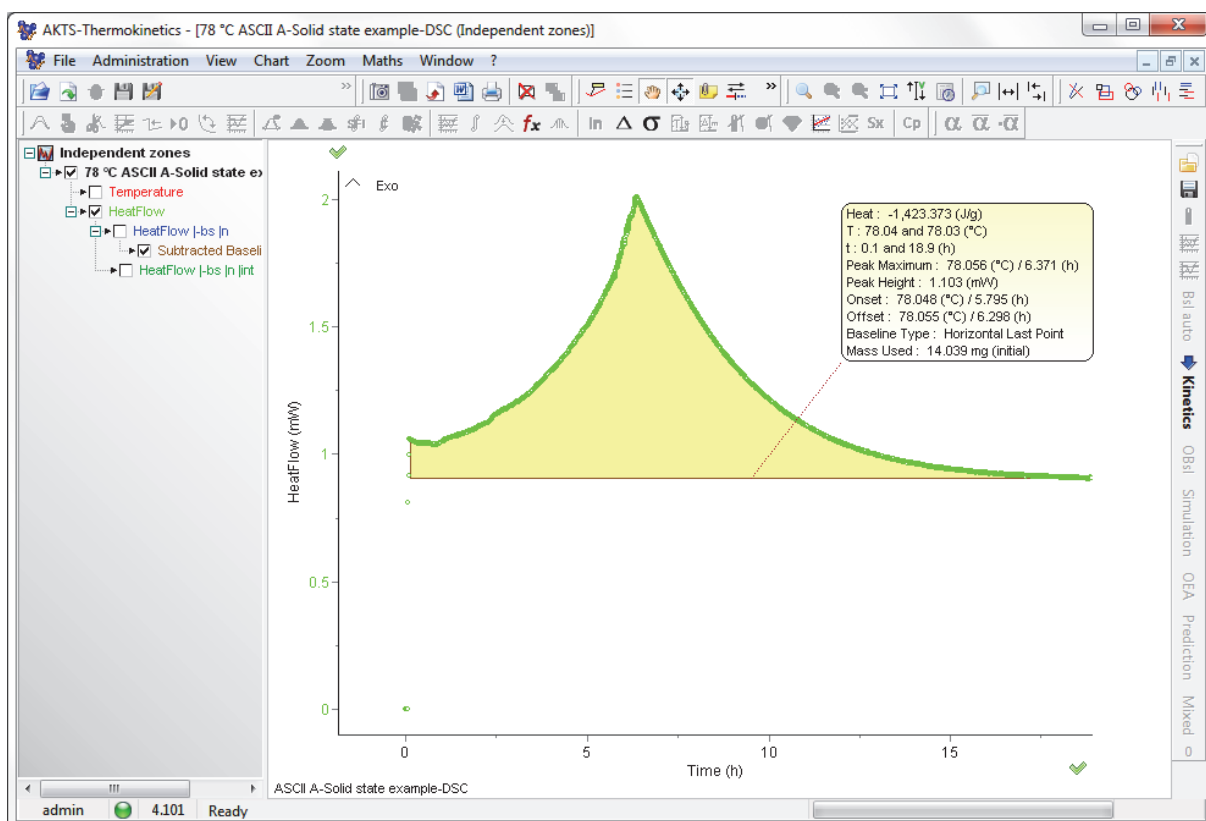 AKTS-Thermokinetics - [78 °C ASCII A-Solid state example-DSC (Independent zones)]
File Administration View Chart Zoom Maths Window ?
fx ln Δ σ Sx Cp α α -α
Independent zones
78 °C ASCII A-Solid state ex
Temperature
HeatFlow
HeatFlow |-bs |n
Subtracted Baseli
HeatFlow |-bs |n |int
Exo
2
1.5
1
0.5
0
HeatFlow (mW)
Heat : -1,423.373 (J/g)
T : 78.04 and 78.03 (°C)
t : 0.1 and 18.9 (h)
Peak Maximum : 78.056 (°C) / 6.371 (h)
Peak Height : 1.103 (mW)
Onset : 78.048 (°C) / 5.795 (h)
Offset : 78.055 (°C) / 6.298 (h)
Baseline Type : Horizontal Last Point
Mass Used : 14.039 mg (initial)
0 5 10 15
Time (h)
ASCII A-Solid state example-DSC
Bsl auto
Kinetics
OBsl
Simulation
OEA
Prediction
Mixed
0
admin 4.101 Ready